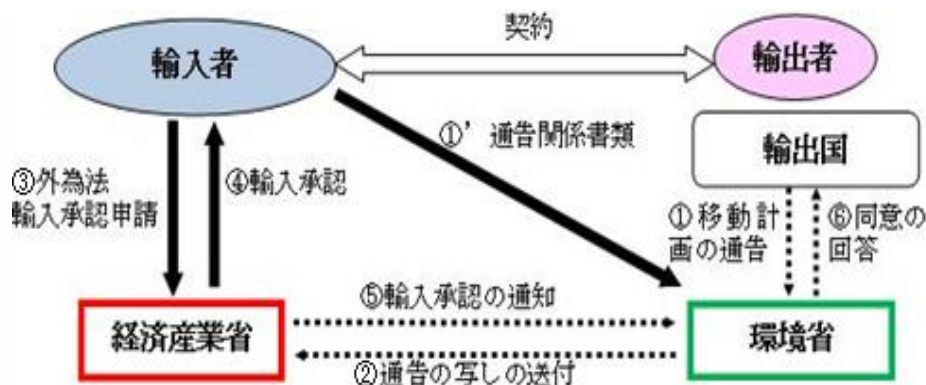 契約
輸入者
輸出者
①’通告関係書類
輸出国
③外為法
輸入承認申請
④輸入承認
①移動計
画の通告
⑥同意の
回答
⑤輸入承認の通知
経済産業省
環境省
②通告の写しの送付